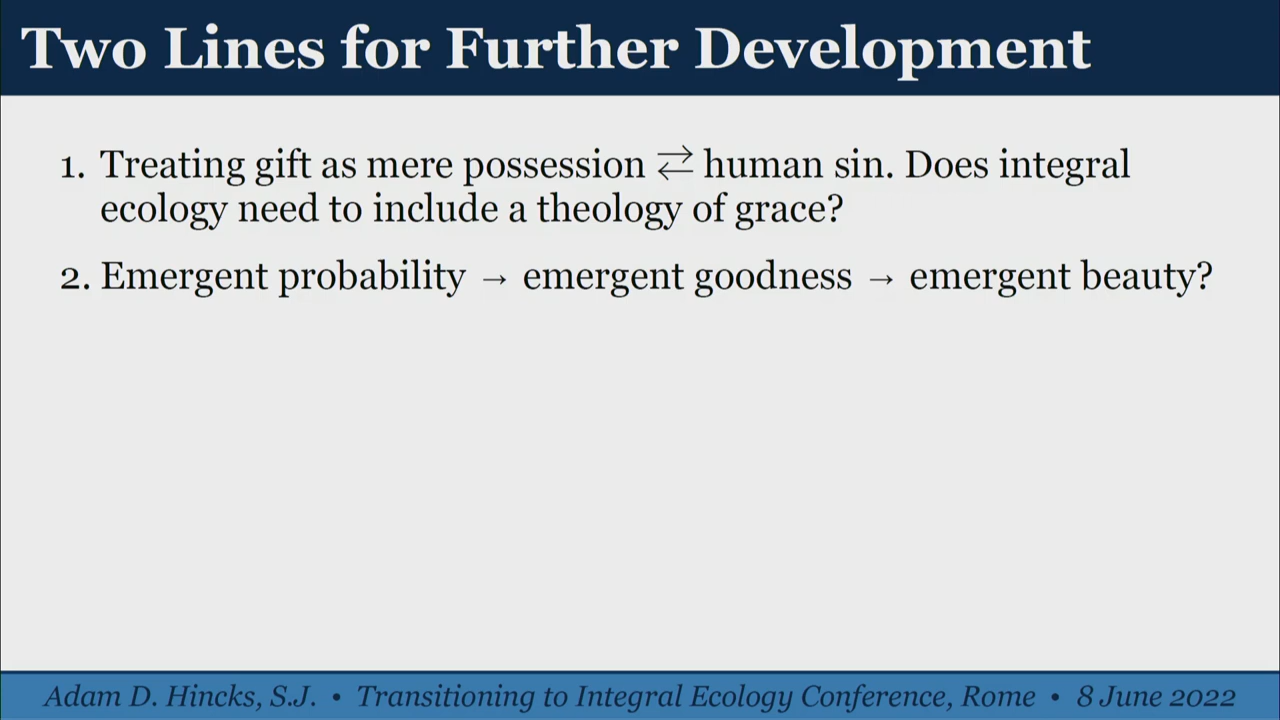 Two Lines for Further Development
1. Treating gift as mere possession ⇄ human sin. Does integral
ecology need to include a theology of grace?
2. Emergent probability → emergent goodness → emergent beauty?
Adam D. Hincks, S.J. • Transitioning to Integral Ecology Conference, Rome • 8 June 2022